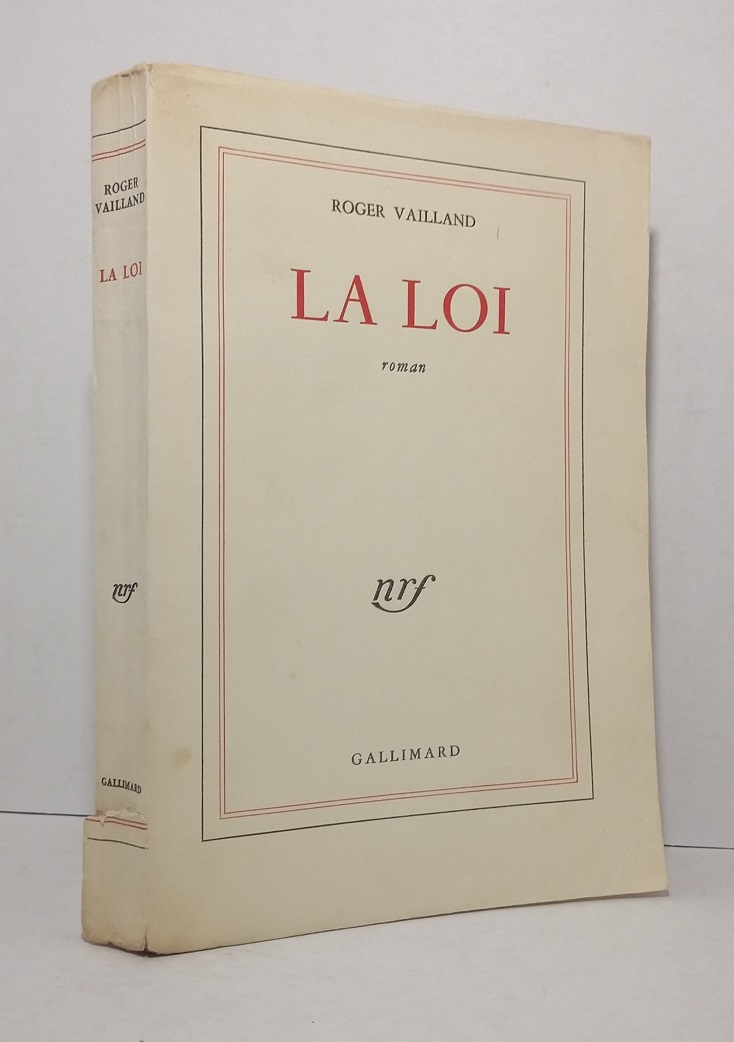 ROGER
VAILLAND
LA LOI
nrf
GALLIMARD
ROGER VAILLAND
LA LOI
roman
nrf
GALLIMARD